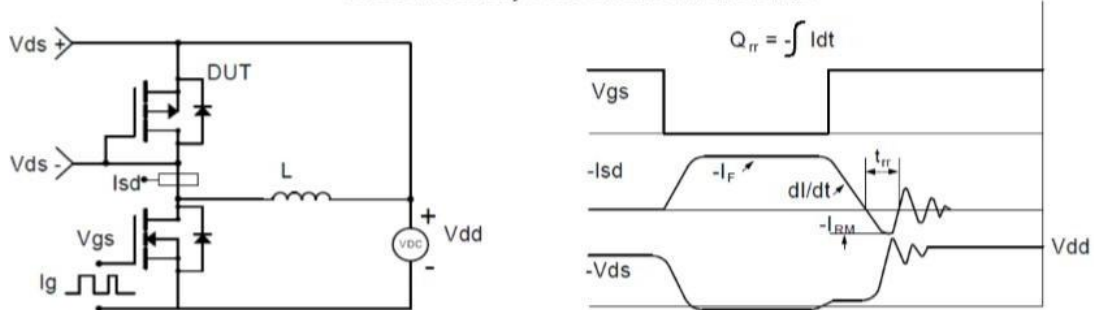 Vds +
DUT
Vds -
Isd
L
Vgs
Ig
VDC
+
Vdd
-
Qrr = -∫ Idt
Vgs
-Isd
-IF
dI/dt
trr
-IRM
Vdd
-Vds